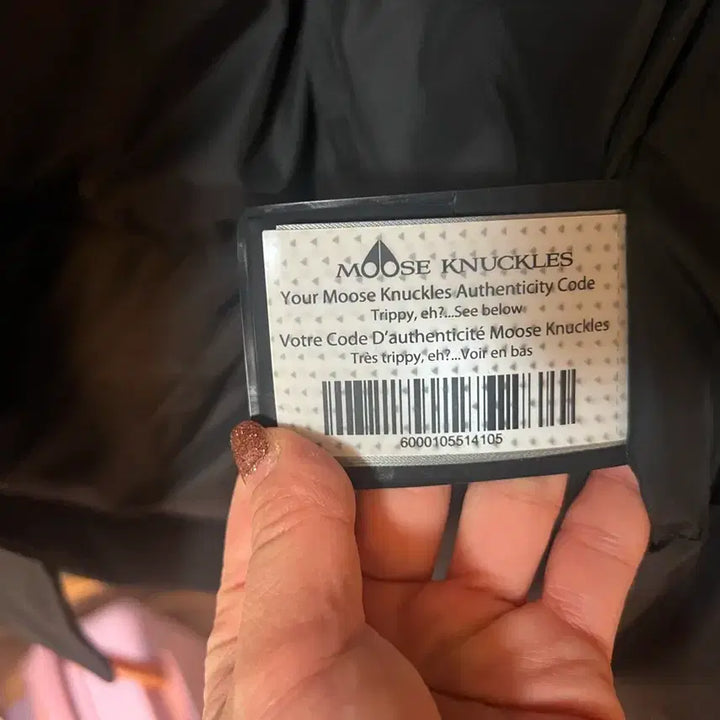 MOOSE KNUCKLES
Your Moose Knuckles Authenticity Code
Trippy, eh?...See below
Votre Code D'authenticité Moose Knuckles
Très trippy, eh?...Voir en bas
6000105514105